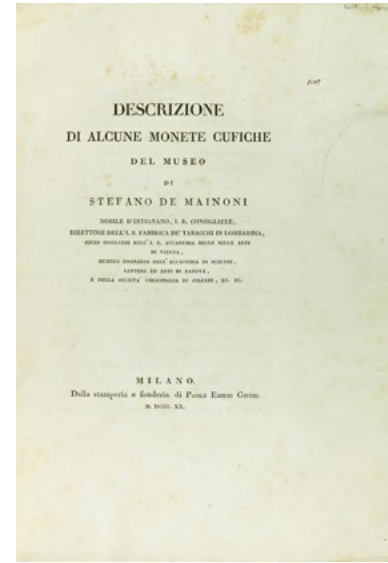 DESCRIZIONE
DI ALCUNE MONETE CUFICHE
DEL MUSEO
DI
STEFANO DE MAINONI
NOBILE D'INTIGNANO, I. R. CONSIGLIERE,
DIRETTORE DELL'I. R. FABBRICA DE' TABACCHI IN LOMBARDIA,
SOCIO ONORARIO DELL'I. R. ACCADEMIA DELLE BELLE ARTI
DI VIENNA,
MEMBRO ONORARIO DELL'ACCADEMIA DI SCIENZE,
LETTERE ED ARTI DI PADOVA,
E DELLA SOCIETÀ COLOMBARIA DI FIRENZE, EC. EC.
MILANO.
Dalla stamperia e fonderia di PAOLO EMILIO GIUSTI.
M. DCCC. XX.